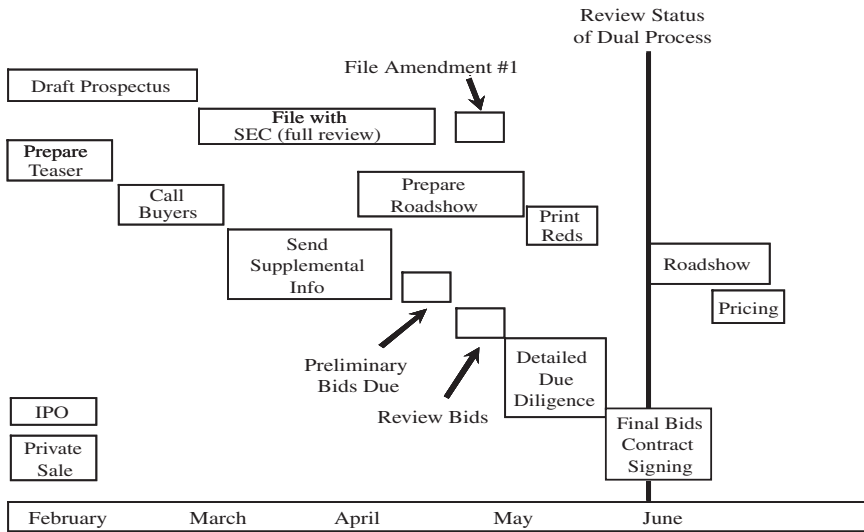 Review Status
of Dual Process
File Amendment #1
Draft Prospectus
File with
SEC (full review)
Prepare
Teaser
Call
Buyers
Prepare
Roadshow
Print
Reds
Send
Supplemental
Info
Roadshow
Pricing
Preliminary
Bids Due
Review Bids
Detailed
Due
Diligence
IPO
Private
Sale
Final Bids
Contract
Signing
February March April May June